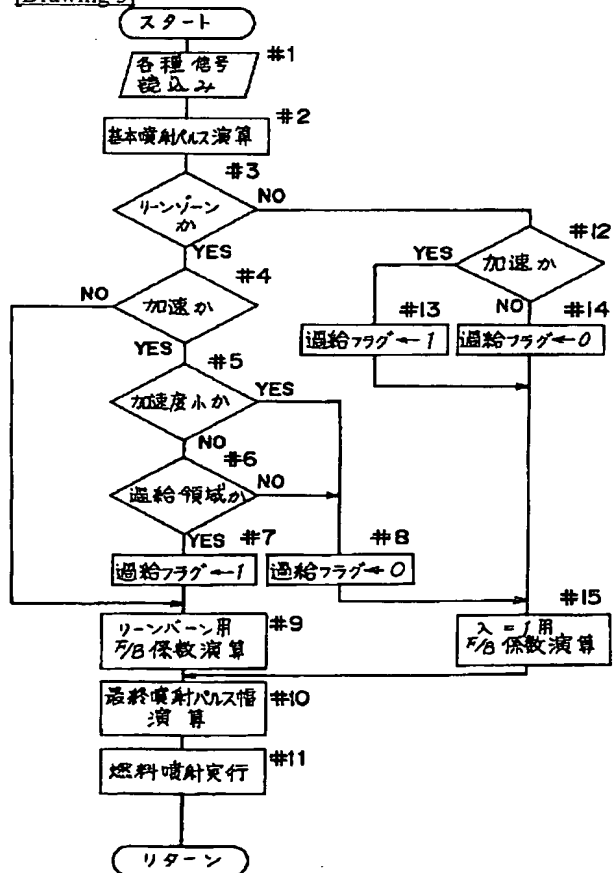 [Drawing 3]
スタート
各種信号
読込み
#1
基本噴射パルス演算
#2
リーンゾーン
か
#3
NO
YES
加速か
#4
NO
YES
加速度小か
#5
YES
NO
過給領域か
#6
NO
YES
過給フラグ←1
#7
過給フラグ←0
#8
加速か
#12
YES
NO
過給フラグ←1
#13
過給フラグ←0
#14
リーンバーン用
F/B係数演算
#9
λ=1用
F/B係数演算
#15
最終噴射パルス幅
演算
#10
燃料噴射実行
#11
リターン